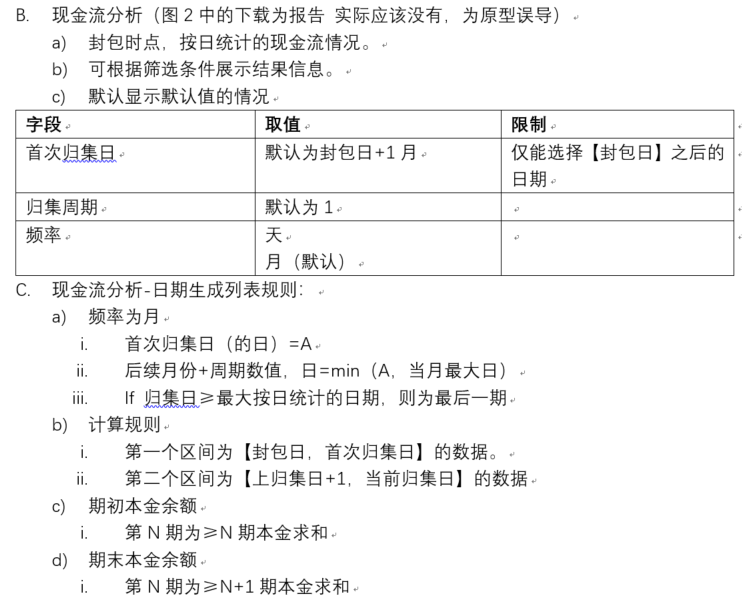 B. 现金流分析（图 2 中的下载为报告 实际应该没有，为原型误导）
a) 封包时点，按日统计的现金流情况。
b) 可根据筛选条件展示结果信息。
c) 默认显示默认值的情况
字段 取值 限制
首次归集日 默认为封包日+1 月 仅能选择【封包日】之后的
日期
归集周期 默认为 1
频率 天
月（默认）
C. 现金流分析-日期生成列表规则：
a) 频率为月
i. 首次归集日（的日）=A
ii. 后续月份+周期数值，日=min（A，当月最大日）
iii. If 归集日≥最大按日统计的日期，则为最后一期
b) 计算规则
i. 第一个区间为【封包日，首次归集日】的数据。
ii. 第二个区间为【上归集日+1，当前归集日】的数据
c) 期初本金余额
i. 第 N 期为≥N 期本金求和
d) 期末本金余额
i. 第 N 期为≥N+1 期本金求和